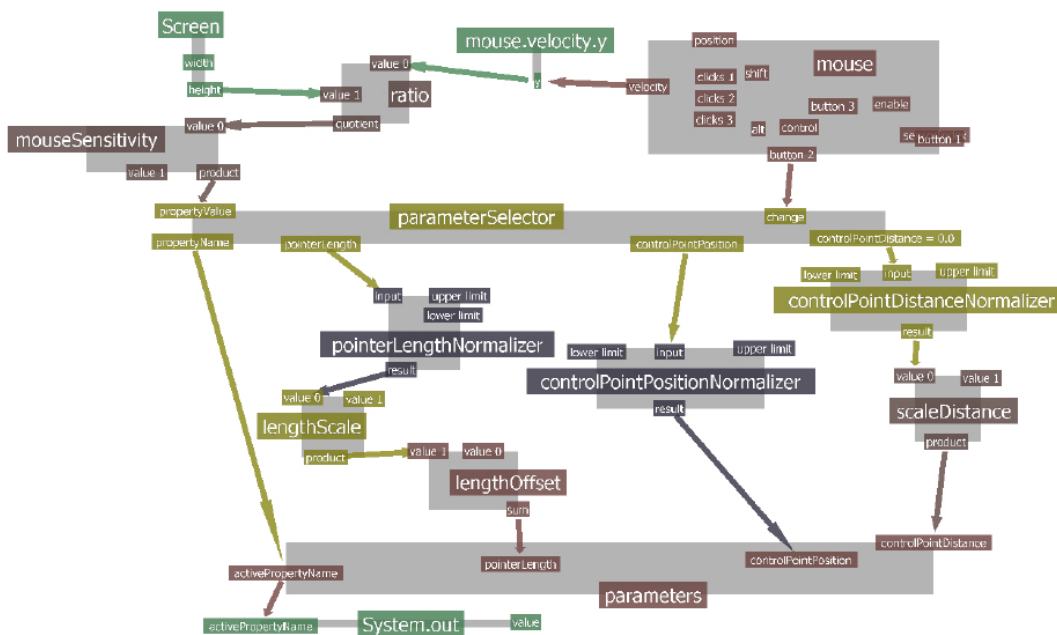 Screen
mouse.velocity.y
position
width
value 0
clicks 1
shift
mouse
height
value 1
ratio
y
velocity
clicks 2
button 3
enable
value 0
quotient
clicks 3
alt
control
mouseSensitivity
button 1
value 1
product
button 2
propertyValue
parameterSelector
change
propertyName
pointerLength
controlPointPosition
controlPointDistance = 0.0
lower limit
input
upper limit
input
upper limit
controlPointDistanceNormalizer
lower limit
pointerLengthNormalizer
result
lower limit
input
upper limit
result
controlPointPositionNormalizer
value 0
value 1
value 0
value 1
result
scaleDistance
lengthScale
product
value 1
value 0
product
lengthOffset
sum
controlPointDistance
activePropertyName
pointerLength
controlPointPosition
parameters
activePropertyName
System.out
value